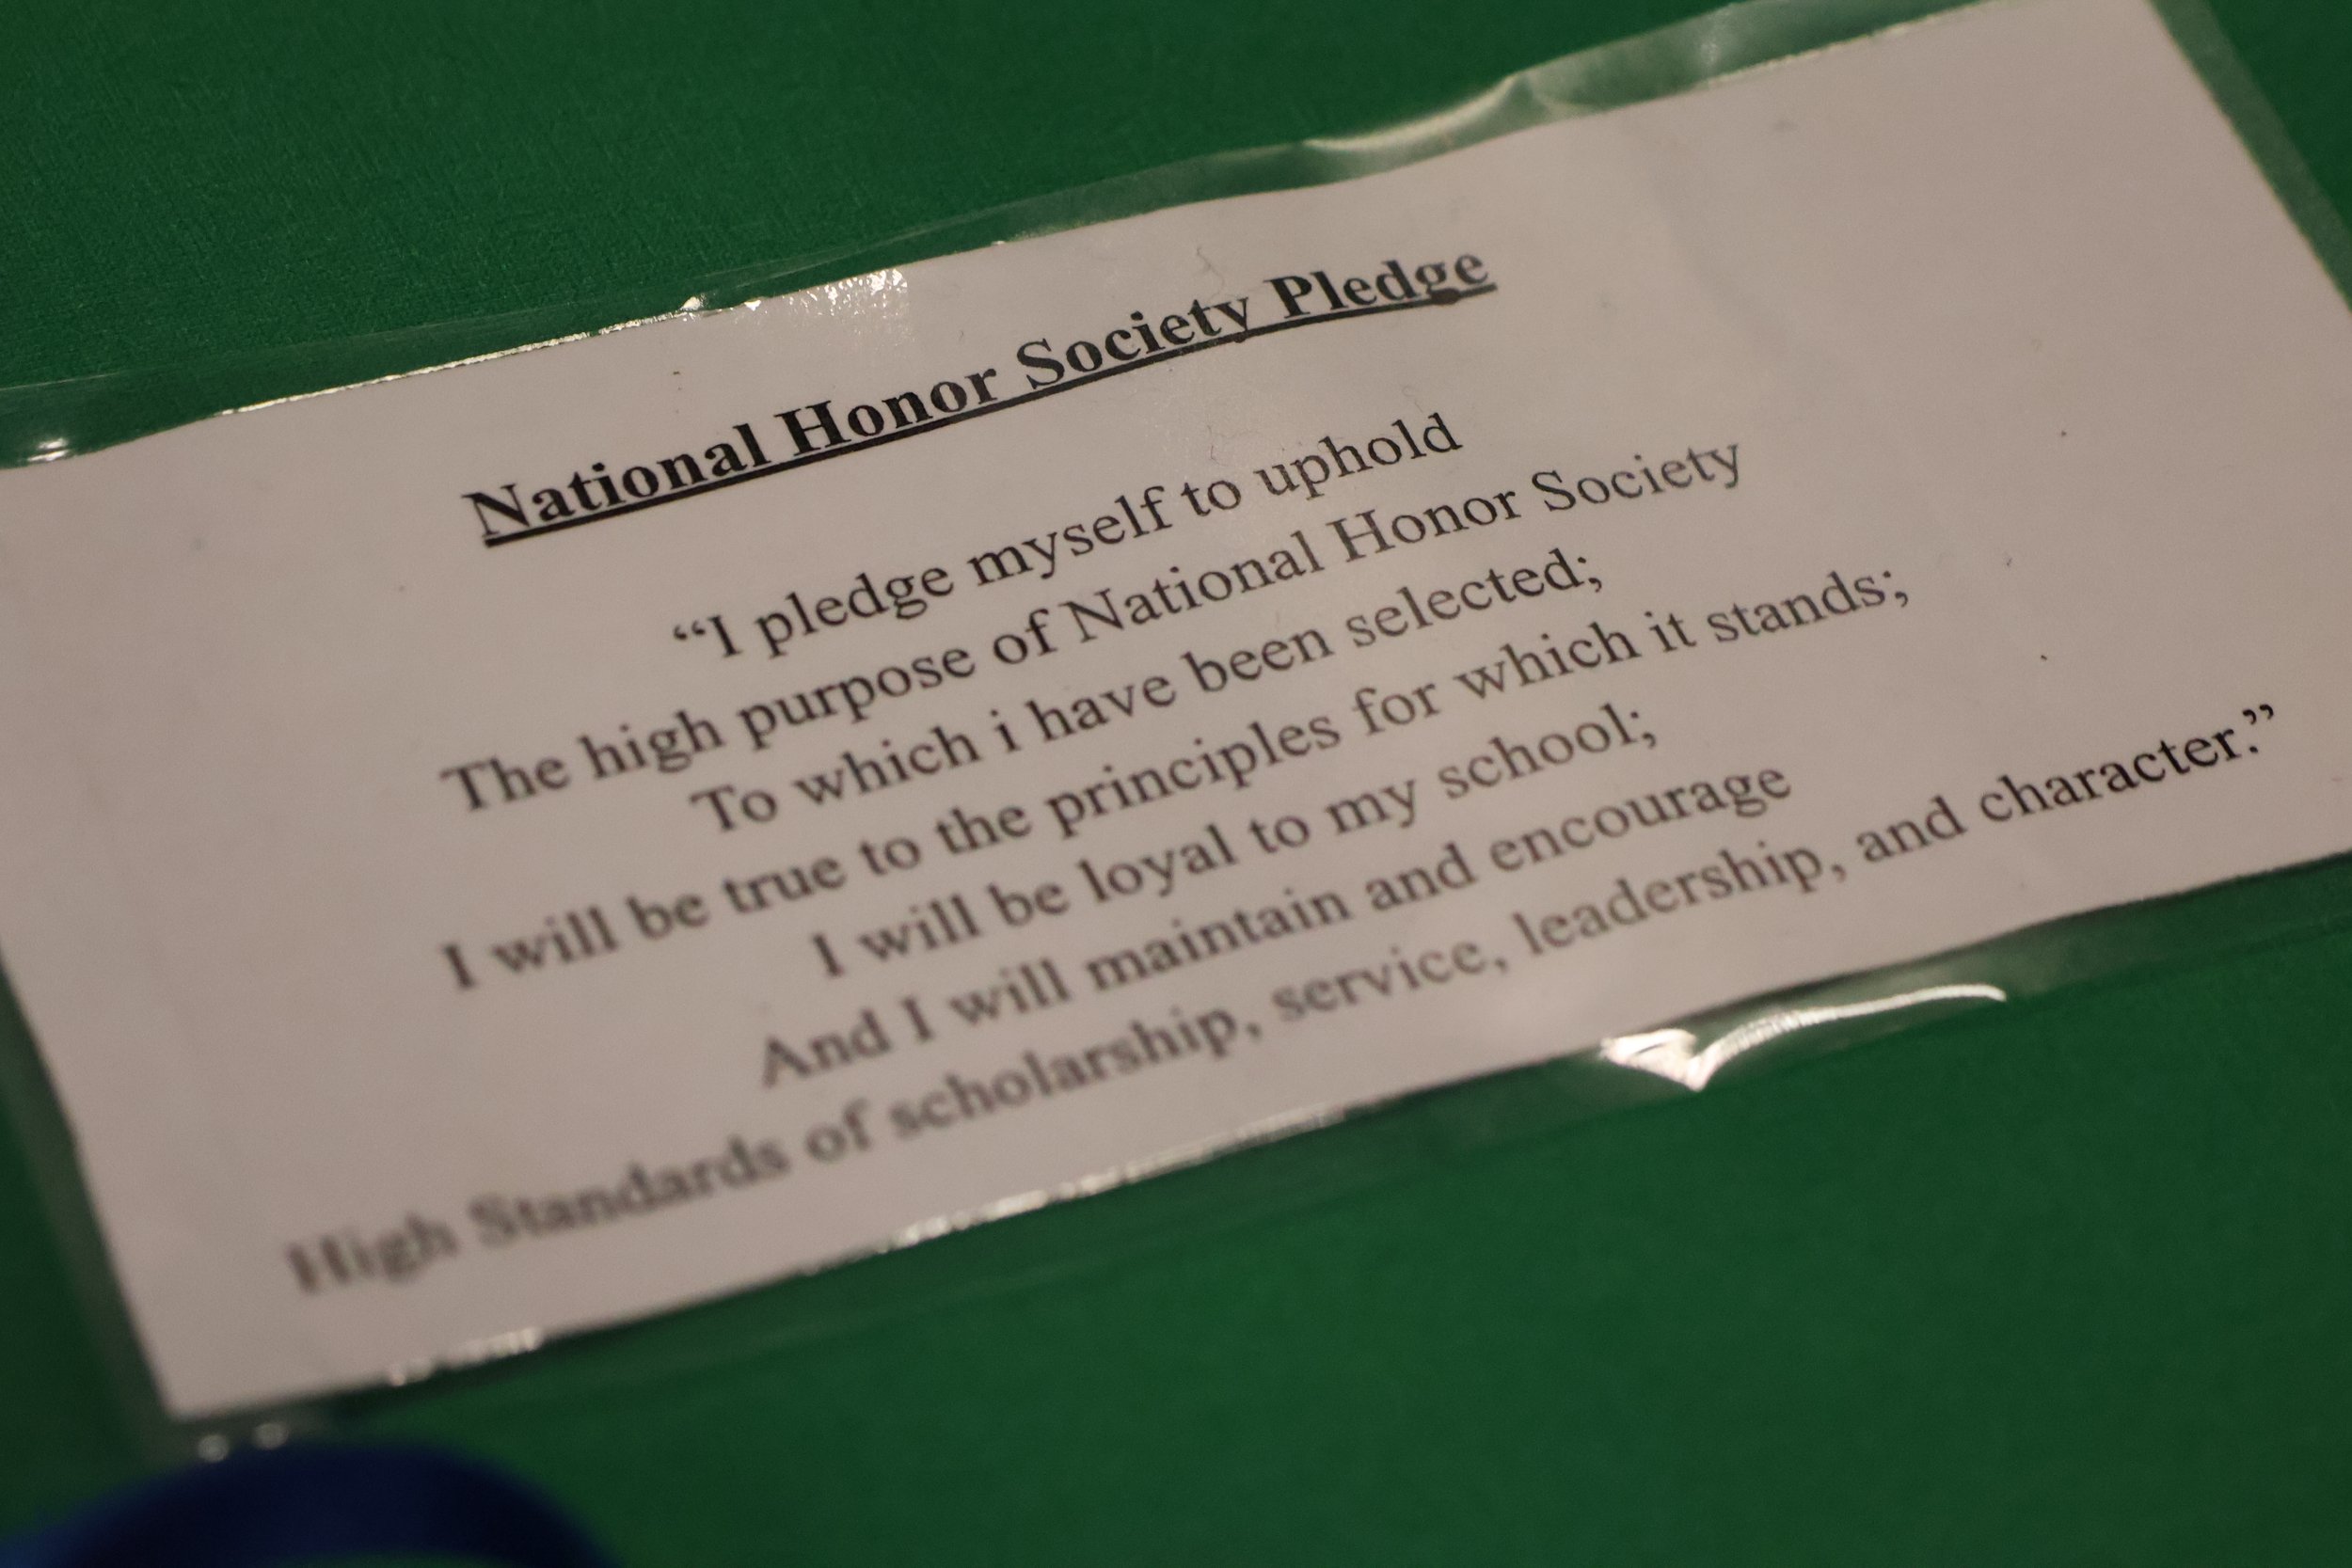 National Honor Society Pledge
“I pledge myself to uphold
The high purpose of National Honor Society
To which i have been selected;
I will be true to the principles for which it stands;
I will be loyal to my school;
And I will maintain and encourage
High Standards of scholarship, service, leadership, and character.”